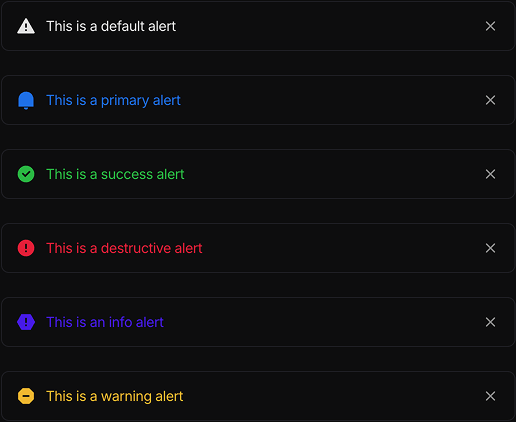 This is a default alert
This is a primary alert
This is a success alert
This is a destructive alert
This is an info alert
This is a warning alert